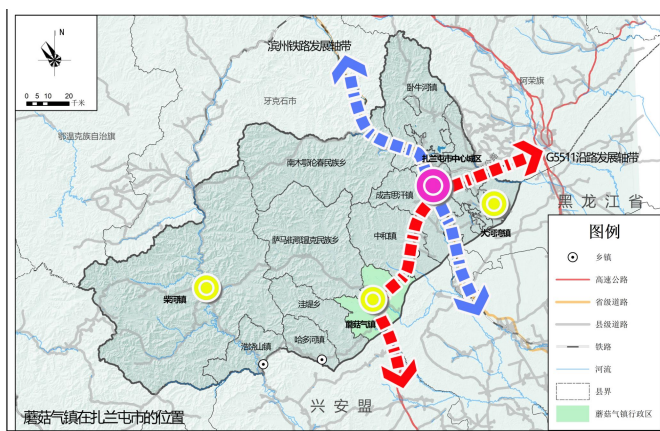 N
0 5 10 20
千米
滨州铁路发展轴带
卧牛河镇
阿荣旗
牙克石市
鄂温克族自治旗
扎兰屯市中心城区
G5511沿路发展轴带
南木鄂伦春民族乡
成吉思汗镇
黑龙江省
大河湾镇
中和镇
萨马街鄂温克民族乡
柴河镇
洼堤乡
蘑菇气镇
浩饶山镇
哈多河镇
兴安盟
蘑菇气镇在扎兰屯市的位置
图例
乡镇
高速公路
省级道路
县级道路
铁路
河流
县界
蘑菇气镇行政区